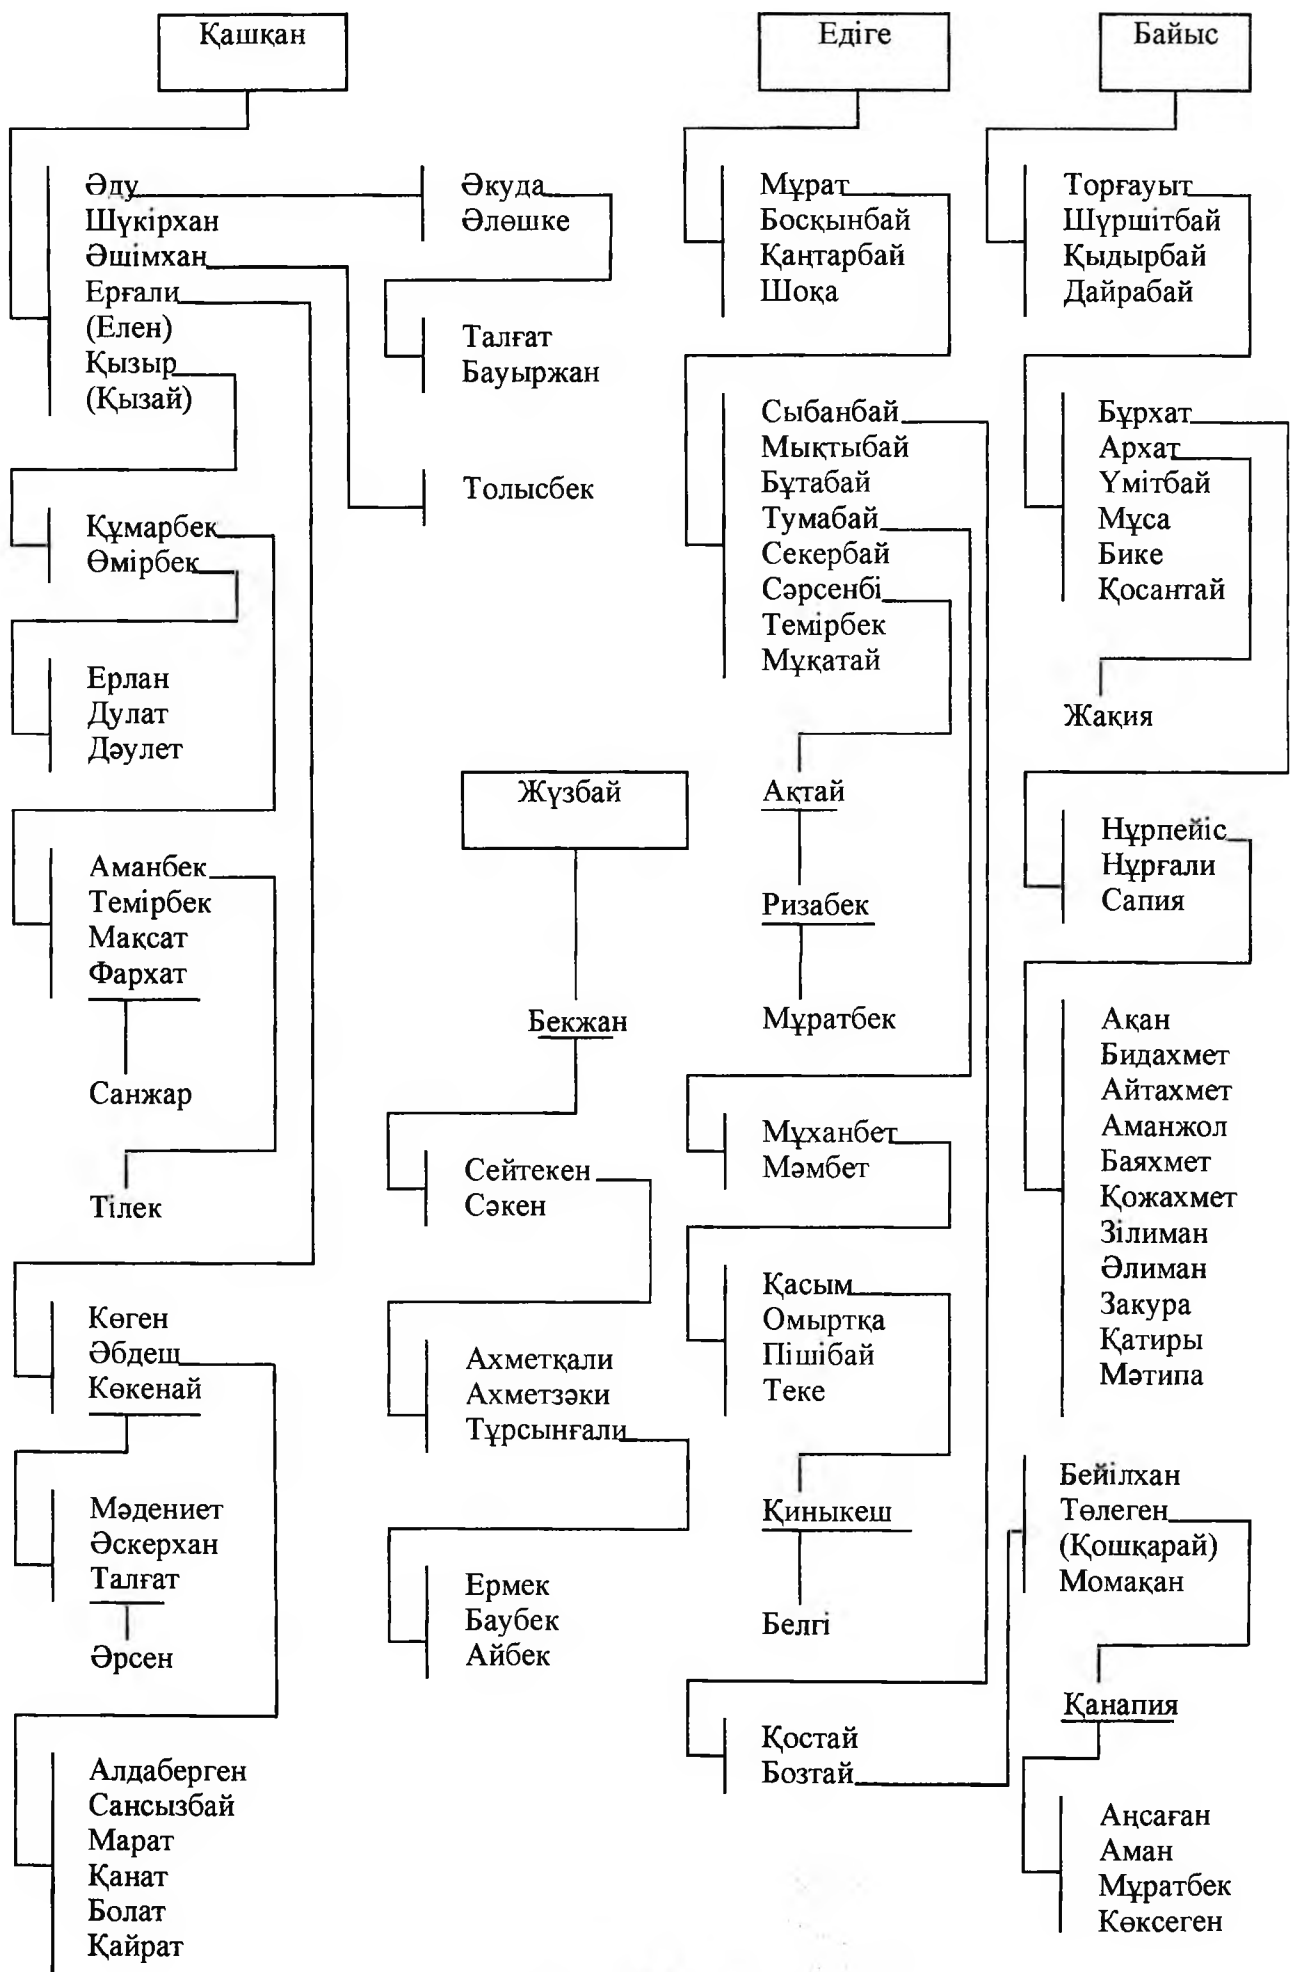 Қашқан
Әду
Шүкірхан
Әшімхан
Ерғали
(Елен)
Қызыр
(Қызай)
Әкуда
Әлөшке
Талғат
Бауыржан
Толысбек
Құмарбек
Өмірбек
Ерлан
Дулат
Дәулет
Аманбек
Темірбек
Мақсат
Фархат
Санжар
Тілек
Көген
Әбдеш
Көкенай
Мәдениет
Әскерхан
Талғат
Әрсен
Алдаберген
Сансызбай
Марат
Қанат
Болат
Қайрат
Жүзбай
Бекжан
Сейтекен
Сәкен
Ахметқали
Ахметзәки
Тұрсынғали
Ермек
Баубек
Айбек
Едіге
Мұрат
Босқынбай
Қаңтарбай
Шоқа
Сыбанбай
Мықтыбай
Бұтабай
Тумабай
Секербай
Сәрсенбі
Темірбек
Мұқатай
Ақтай
Ризабек
Мұратбек
Мұханбет
Мәмбет
Қасым
Омыртқа
Пішібай
Теке
Қиныкеш
Белгі
Қостай
Бозтай
Байыс
Торғауыт
Шүршітбай
Қыдырбай
Дайрабай
Бұрхат
Архат
Үмітбай
Мұса
Бике
Қосантай
Жақия
Нұрпейіс
Нұрғали
Сапия
Ақан
Бидахмет
Айтахмет
Аманжол
Баяхмет
Қожахмет
Зілиман
Әлиман
Закура
Қатиры
Мәтипа
Бейілхан
Төлеген
(Қошқарай)
Момақан
Қанапия
Аңсаған
Аман
Мұратбек
Көксеген